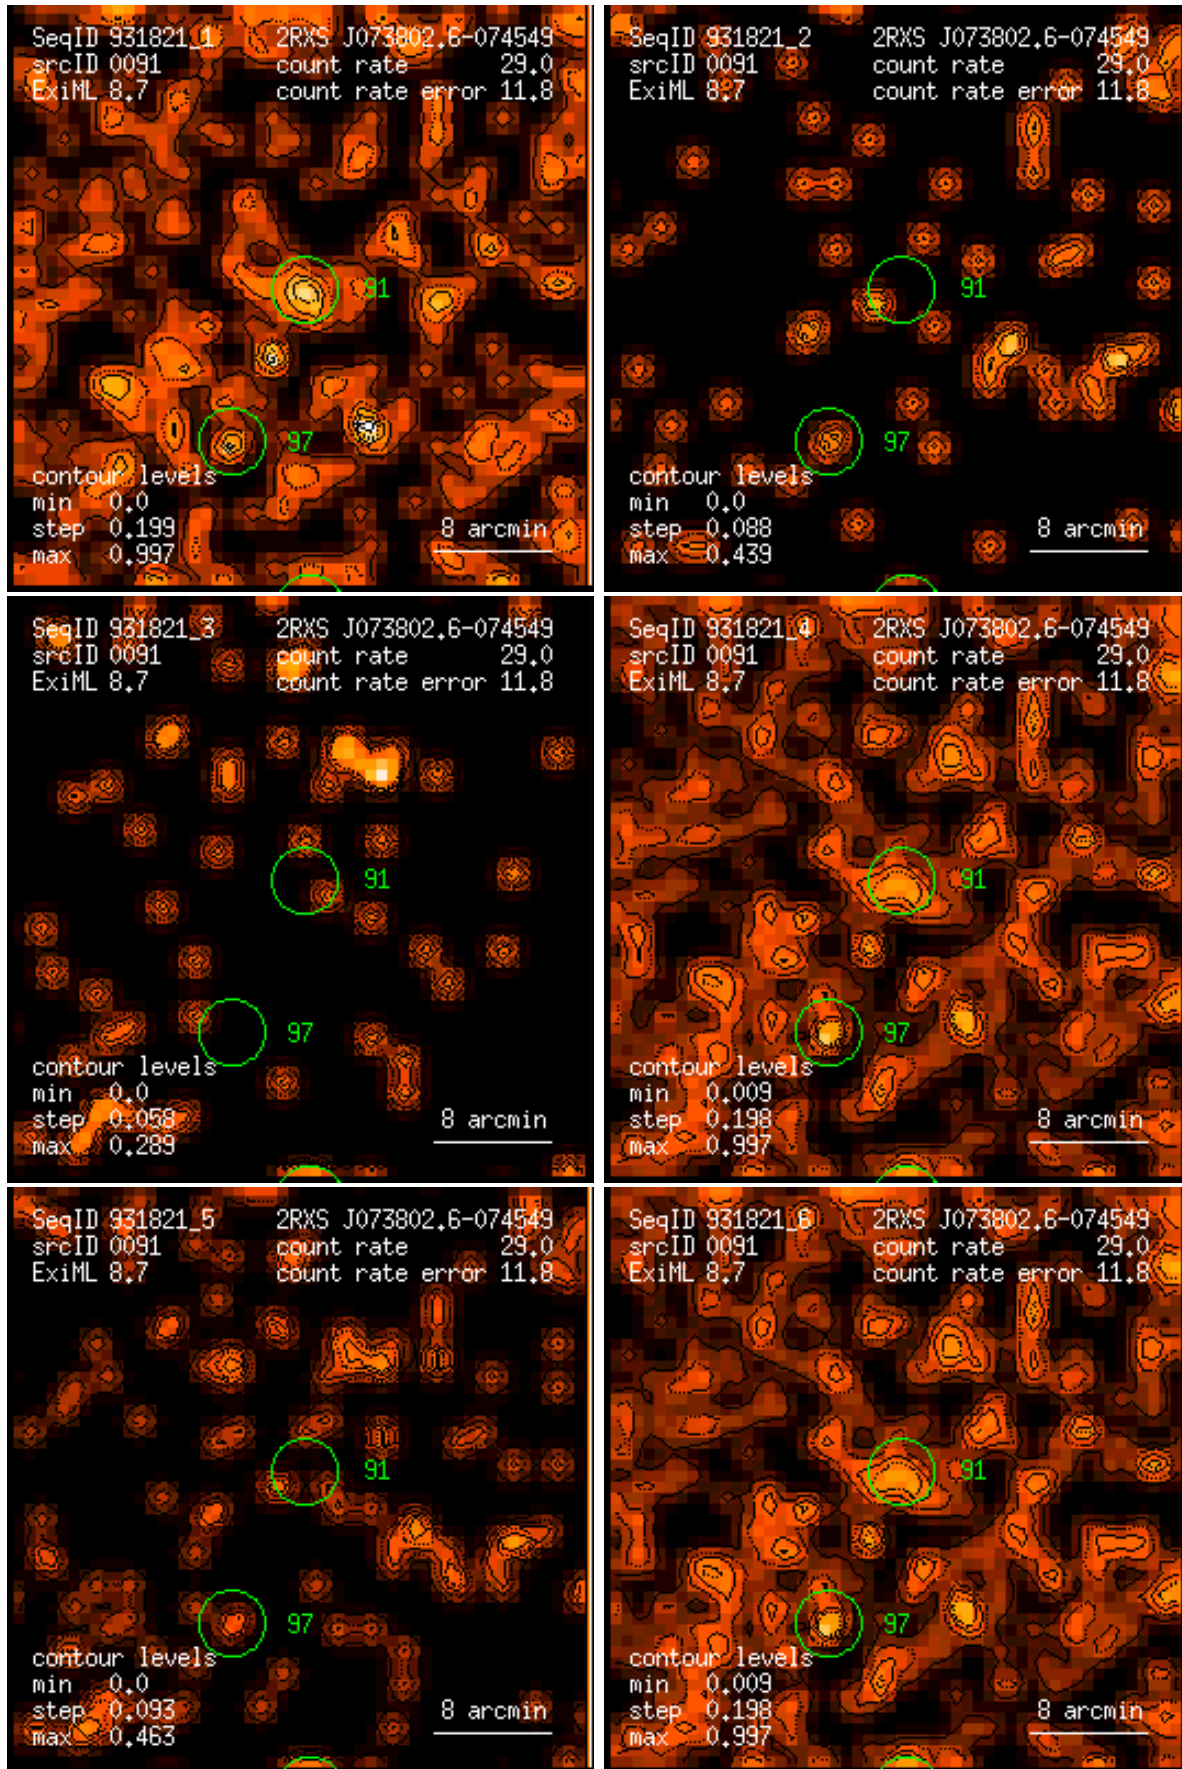 SeqID 931821_1 2RXS J073802.6-074549
srcID 0091 count rate 29.0
ExiML 8.7 count rate error 11.8
91
97
contour levels
min 0.0
step 0.199
max 0.997
8 arcmin
SeqID 931821_2 2RXS J073802.6-074549
srcID 0091 count rate 29.0
ExiML 8.7 count rate error 11.8
91
97
contour levels
min 0.0
step 0.088
max 0.439
8 arcmin
SeqID 931821_3 2RXS J073802.6-074549
srcID 0091 count rate 29.0
ExiML 8.7 count rate error 11.8
91
97
contour levels
min 0.0
step 0.058
max 0.289
8 arcmin
SeqID 931821_4 2RXS J073802.6-074549
srcID 0091 count rate 29.0
ExiML 8.7 count rate error 11.8
91
97
contour levels
min 0.009
step 0.198
max 0.997
8 arcmin
SeqID 931821_5 2RXS J073802.6-074549
srcID 0091 count rate 29.0
ExiML 8.7 count rate error 11.8
91
97
contour levels
min 0.0
step 0.093
max 0.463
8 arcmin
SeqID 931821_6 2RXS J073802.6-074549
srcID 0091 count rate 29.0
ExiML 8.7 count rate error 11.8
91
97
contour levels
min 0.009
step 0.198
max 0.997
8 arcmin